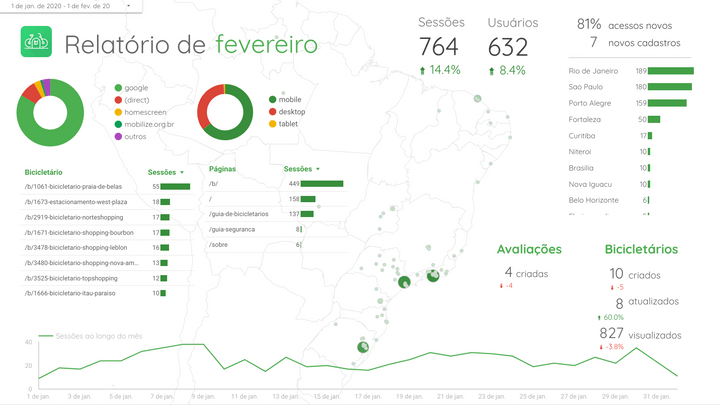 1 de jan. de 2020 - 1 de fev. de 20
Relatório de fevereiro
Sessões
764
14.4%
Usuários
632
8.4%
81% acessos novos
7 novos cadastros
google
(direct)
homescreen
mobilize.org.br
outros
mobile
desktop
tablet
Rio de Janeiro 189
Sao Paulo 180
Porto Alegre 159
Fortaleza 50
Curitiba 17
Niteroi 10
Brasilia 10
Nova Iguacu 10
Belo Horizonte 6
Bicicletário Sessões
/b/1061-bicicletario-praia-de-belas 55
/b/1673-estacionamento-west-plaza 18
/b/2919-bicicletario-norteshopping 17
/b/1671-bicicletario-shopping-bourbon 17
/b/3478-bicicletario-shopping-leblon 16
/b/3480-bicicletario-shopping-nova-am... 13
/b/3525-bicicletario-topshopping 12
/b/1666-bicicletario-itau-paraiso 10
Páginas Sessões
/b/ 449
/ 158
/guia-de-bicicletarios 137
/guia-seguranca 8
/sobre 6
Avaliações
4 criadas
-4
Bicicletários
10 criados
-5
8 atualizados
60.0%
827 visualizados
-3.8%
Sessões ao longo do mês
40
20
0
1 de jan. 3 de jan. 5 de jan. 7 de jan. 9 de jan. 11 de jan. 13 de jan. 15 de jan. 17 de jan. 19 de jan. 21 de jan. 23 de jan. 25 de jan. 27 de jan. 29 de jan. 31 de jan.